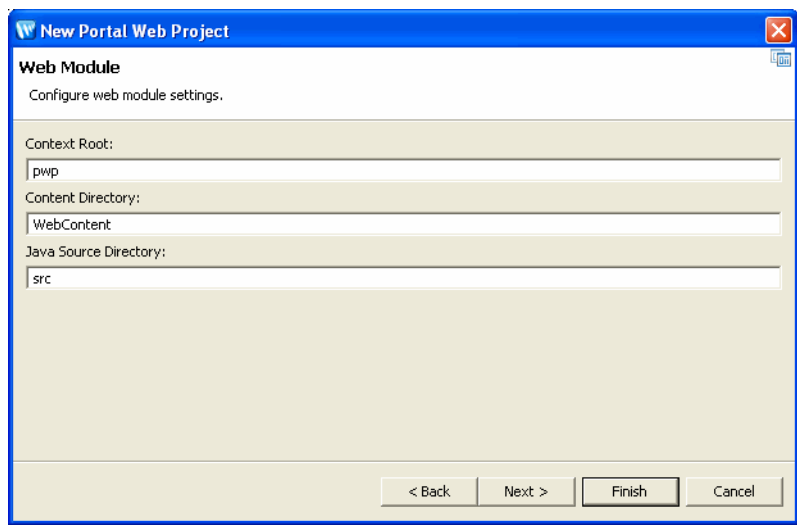 New Portal Web Project
Web Module
Configure web module settings.
Context Root:
pwp
Content Directory:
WebContent
Java Source Directory:
src
< Back Next > Finish Cancel